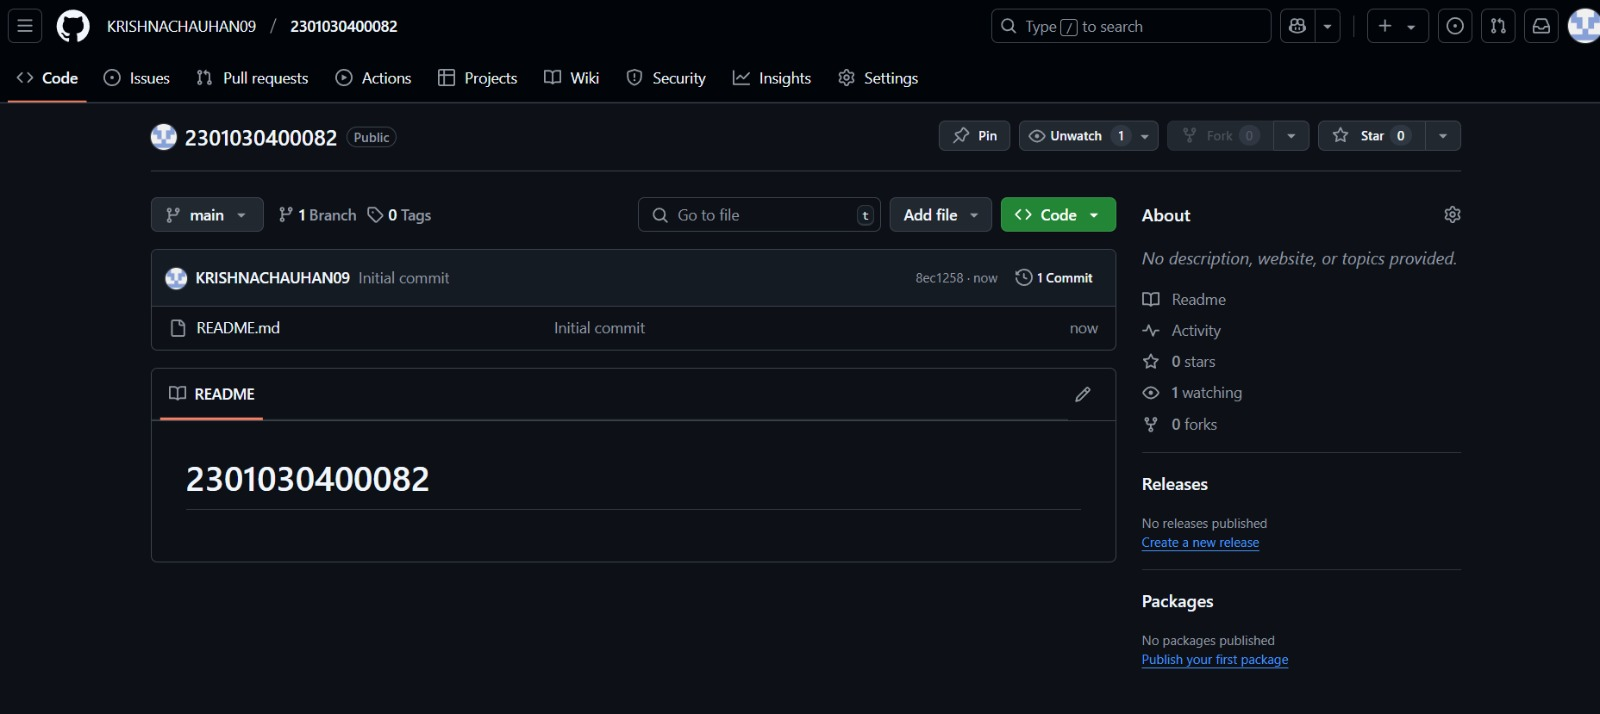 KRISHNACHAUHAN09 / 2301030400082
Type / to search
Code Issues Pull requests Actions Projects Wiki Security Insights Settings
2301030400082 Public
Pin Unwatch 1 Fork 0 Star 0
main 1 Branch 0 Tags
Go to file t Add file Code
KRISHNACHAUHAN09 Initial commit 8ec1258 · now 1 Commit
README.md Initial commit now
README
2301030400082
About
No description, website, or topics provided.
Readme
Activity
0 stars
1 watching
0 forks
Releases
No releases published
Create a new release
Packages
No packages published
Publish your first package